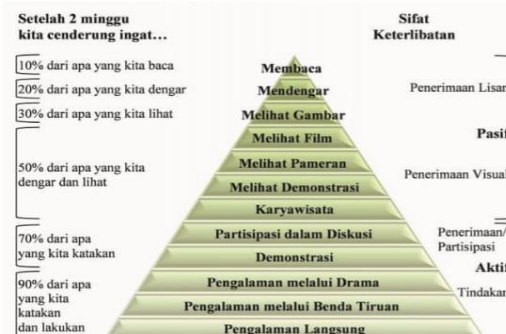 Setelah 2 minggu
kita cenderung ingat...
Sifat
Keterlibatan
10% dari apa yang kita baca
20% dari apa yang kita dengar
30% dari apa yang kita lihat
50% dari apa yang kita
dengar dan lihat
70% dari apa
yang kita katakan
90% dari apa
yang kita
katakan
dan lakukan
Membaca
Mendengar
Melihat Gambar
Melihat Film
Melihat Pameran
Melihat Demonstrasi
Karyawisata
Partisipasi dalam Diskusi
Demonstrasi
Pengalaman melalui Drama
Pengalaman melalui Benda Tiruan
Pengalaman Langsung
Penerimaan Lisan
Pasif
Penerimaan Visual
Penerimaan/
Partisipasi
Aktif
Tindakan